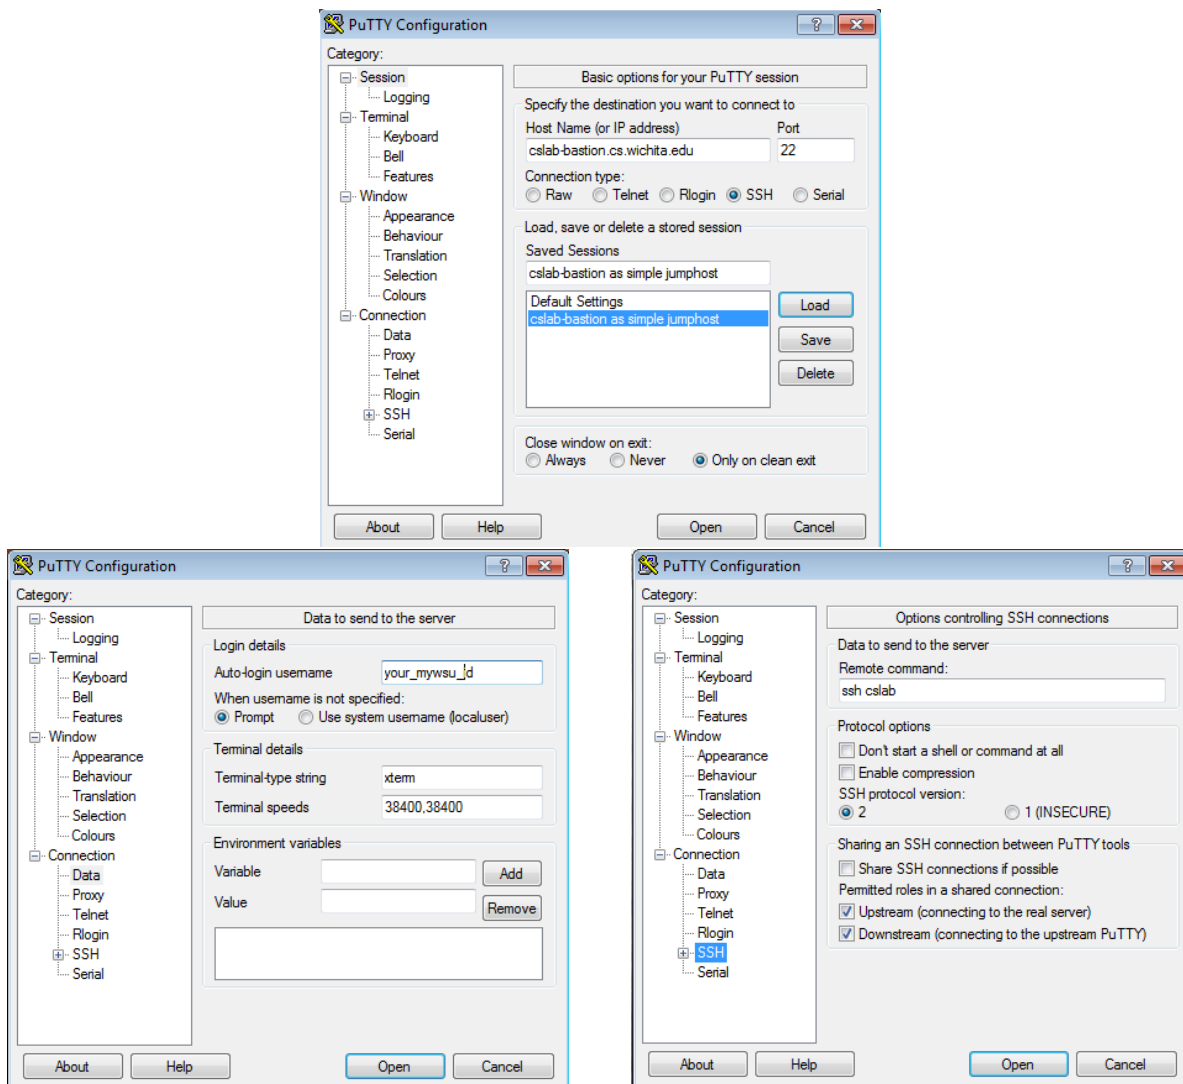 PuTTY Configuration
Category:
Session
Logging
Terminal
Keyboard
Bell
Features
Window
Appearance
Behaviour
Translation
Selection
Colours
Connection
Data
Proxy
Telnet
Rlogin
SSH
Serial
Basic options for your PuTTY session
Specify the destination you want to connect to
Host Name (or IP address) Port
cslab-bastion.cs.wichita.edu 22
Connection type:
Raw Telnet Rlogin SSH Serial
Load, save or delete a stored session
Saved Sessions
cslab-bastion as simple jumphost
Default Settings
cslab-bastion as simple jumphost
Load
Save
Delete
Close window on exit:
Always Never Only on clean exit
About Help Open Cancel
PuTTY Configuration
Category:
Session
Logging
Terminal
Keyboard
Bell
Features
Window
Appearance
Behaviour
Translation
Selection
Colours
Connection
Data
Proxy
Telnet
Rlogin
SSH
Serial
Data to send to the server
Login details
Auto-login username your_mywsu_id
When username is not specified:
Prompt Use system username (localuser)
Terminal details
Terminal-type string xterm
Terminal speeds 38400,38400
Environment variables
Variable Add
Value Remove
About Help Open Cancel
PuTTY Configuration
Category:
Session
Logging
Terminal
Keyboard
Bell
Features
Window
Appearance
Behaviour
Translation
Selection
Colours
Connection
Data
Proxy
Telnet
Rlogin
SSH
Serial
Options controlling SSH connections
Data to send to the server
Remote command:
ssh cslab
Protocol options
Don't start a shell or command at all
Enable compression
SSH protocol version:
2 1 (INSECURE)
Sharing an SSH connection between PuTTY tools
Share SSH connections if possible
Permitted roles in a shared connection:
Upstream (connecting to the real server)
Downstream (connecting to the upstream PuTTY)
About Help Open Cancel